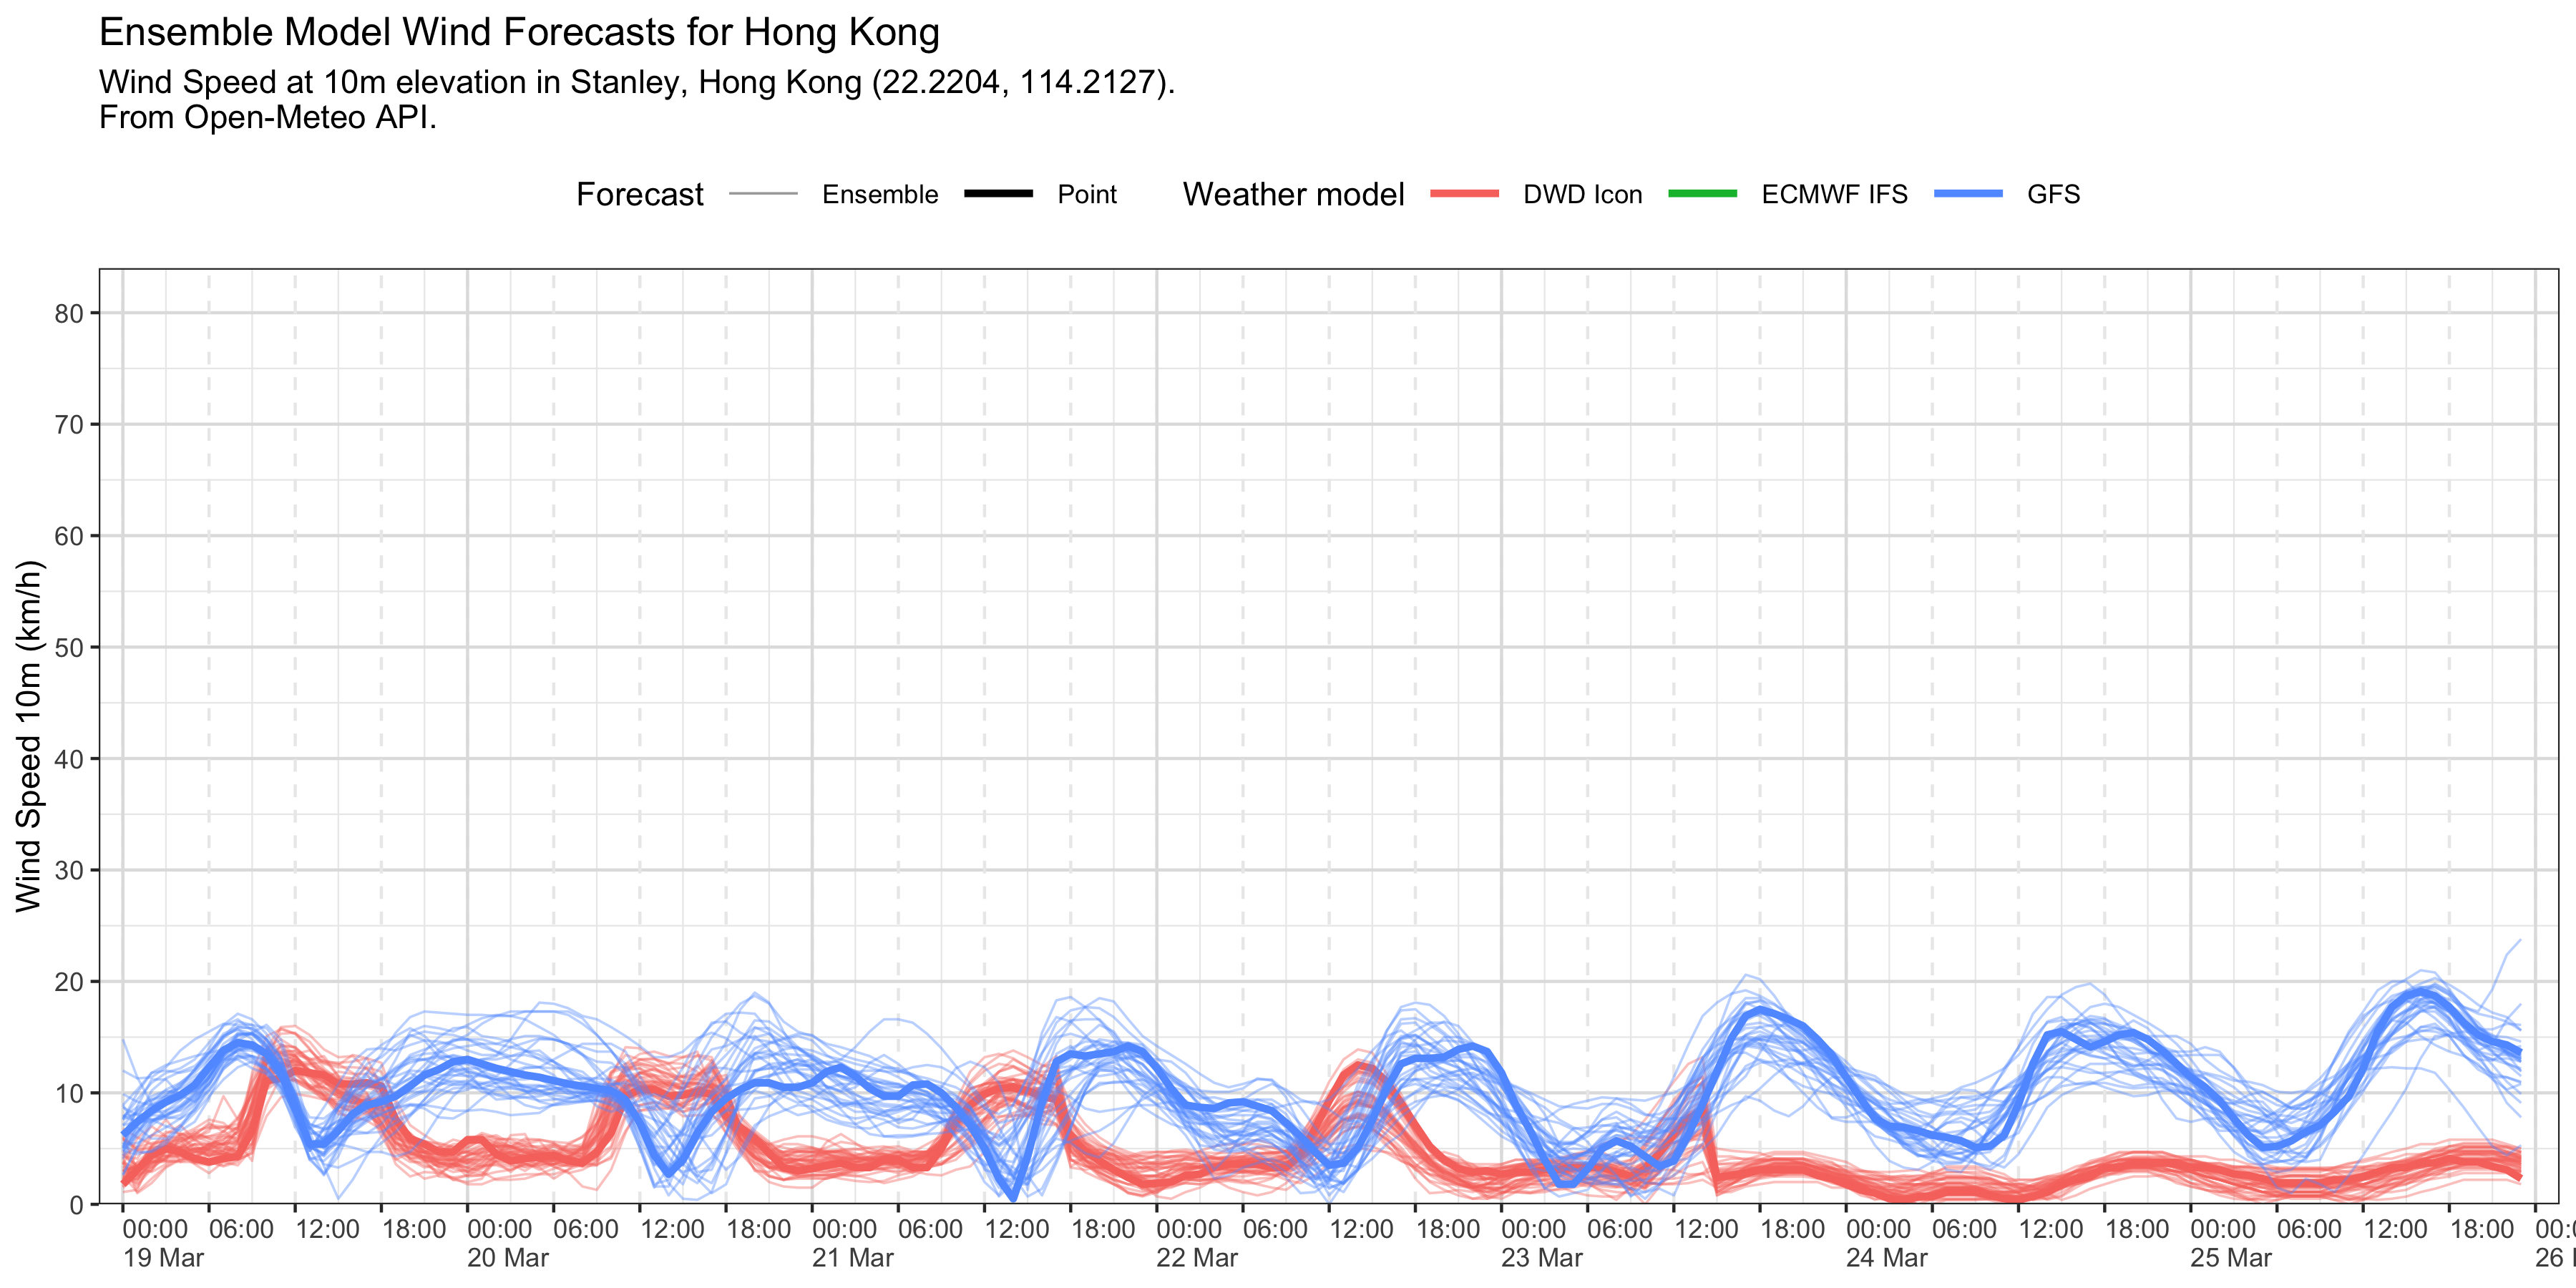 Ensemble Model Wind Forecasts for Hong Kong
Wind Speed at 10m elevation in Stanley, Hong Kong (22.2204, 114.2127).
From Open-Meteo API.
Forecast Ensemble Point Weather model DWD Icon ECMWF IFS GFS
Wind Speed 10m (km/h)
80
70
60
50
40
30
20
10
0
00:00 06:00 12:00 18:00 00:00 06:00 12:00 18:00 00:00 06:00 12:00 18:00 00:00 06:00 12:00 18:00 00:00 06:00 12:00 18:00 00:00 06:00 12:00 18:00 00:00 06:00 12:00 18:00
19 Mar 20 Mar 21 Mar 22 Mar 23 Mar 24 Mar 25 Mar 26